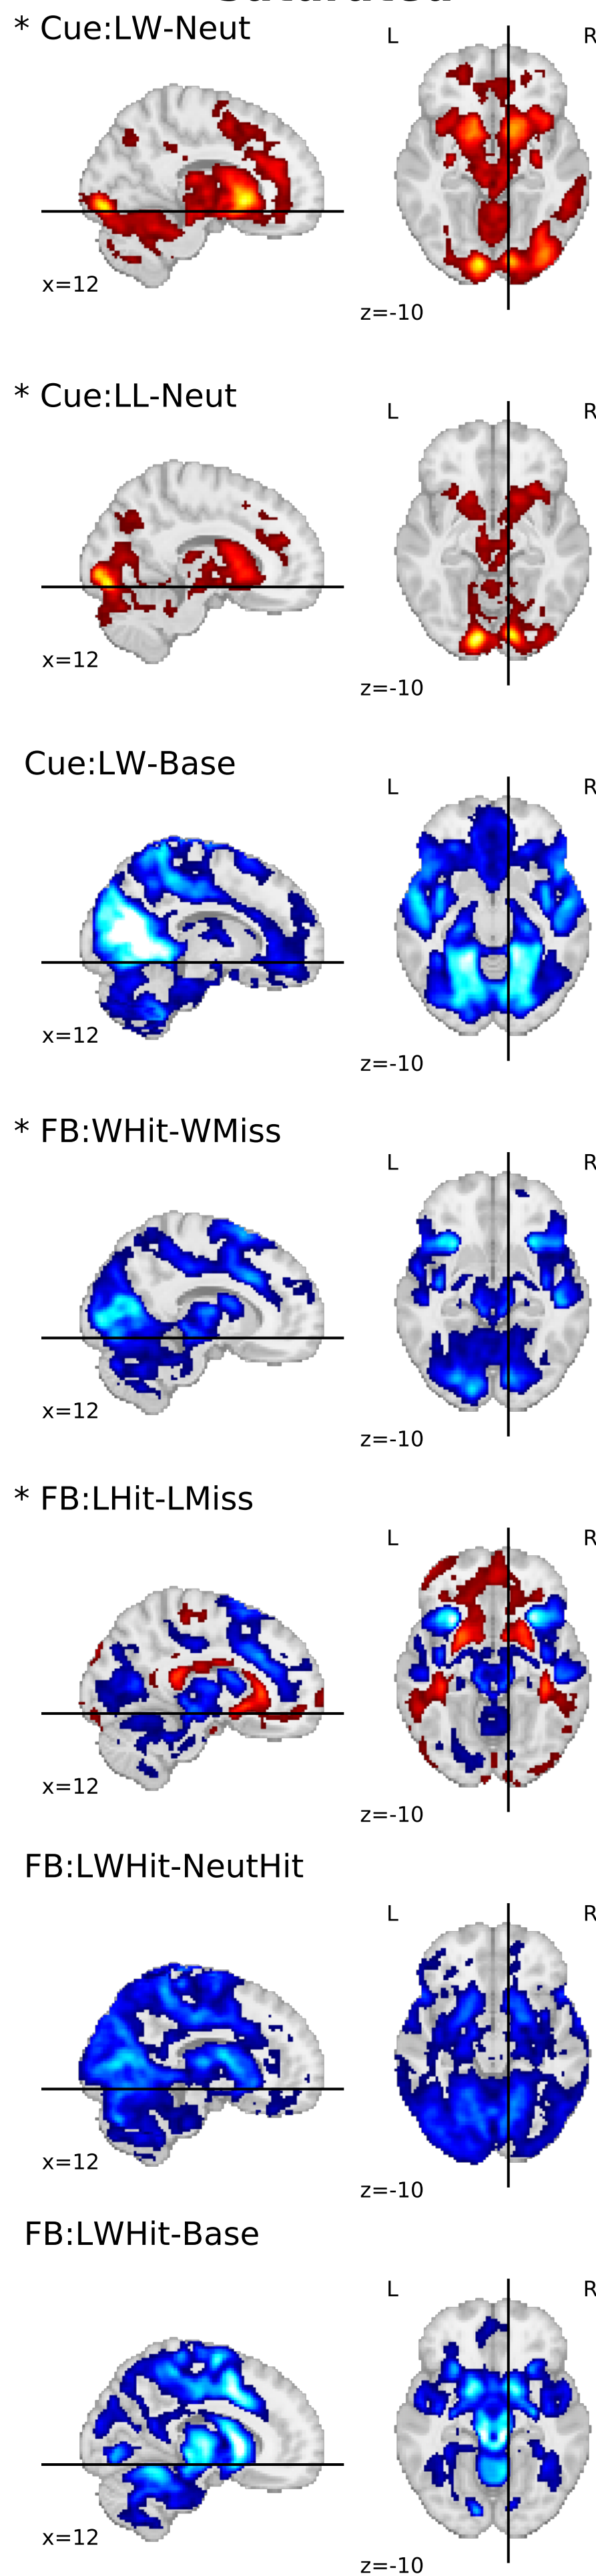 * Cue:LW-Neut
L R
x=12
z=-10
* Cue:LL-Neut
L R
x=12
z=-10
Cue:LW-Base
L R
x=12
z=-10
* FB:WHit-WMiss
L R
x=12
z=-10
* FB:LHit-LMiss
L R
x=12
z=-10
FB:LWHit-NeutHit
L R
x=12
z=-10
FB:LWHit-Base
L R
x=12
z=-10